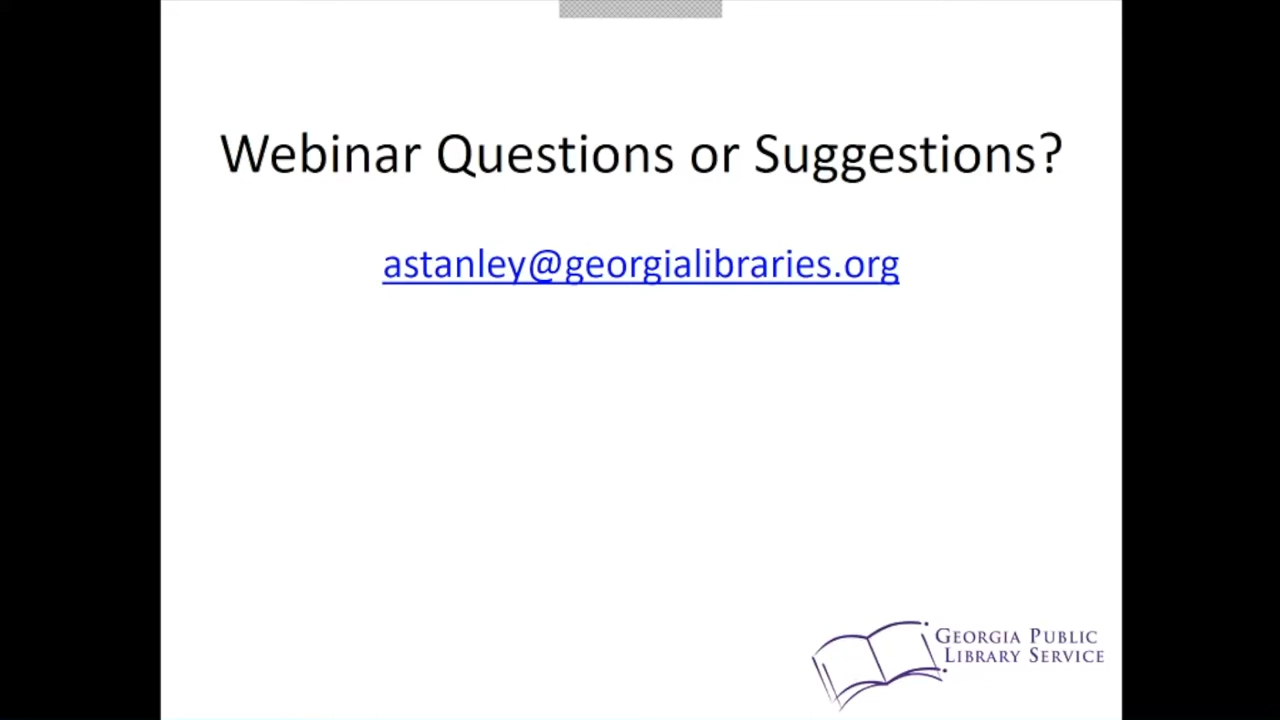 Webinar Questions or Suggestions?
astanley@georgialibraries.org
GEORGIA PUBLIC
LIBRARY SERVICE